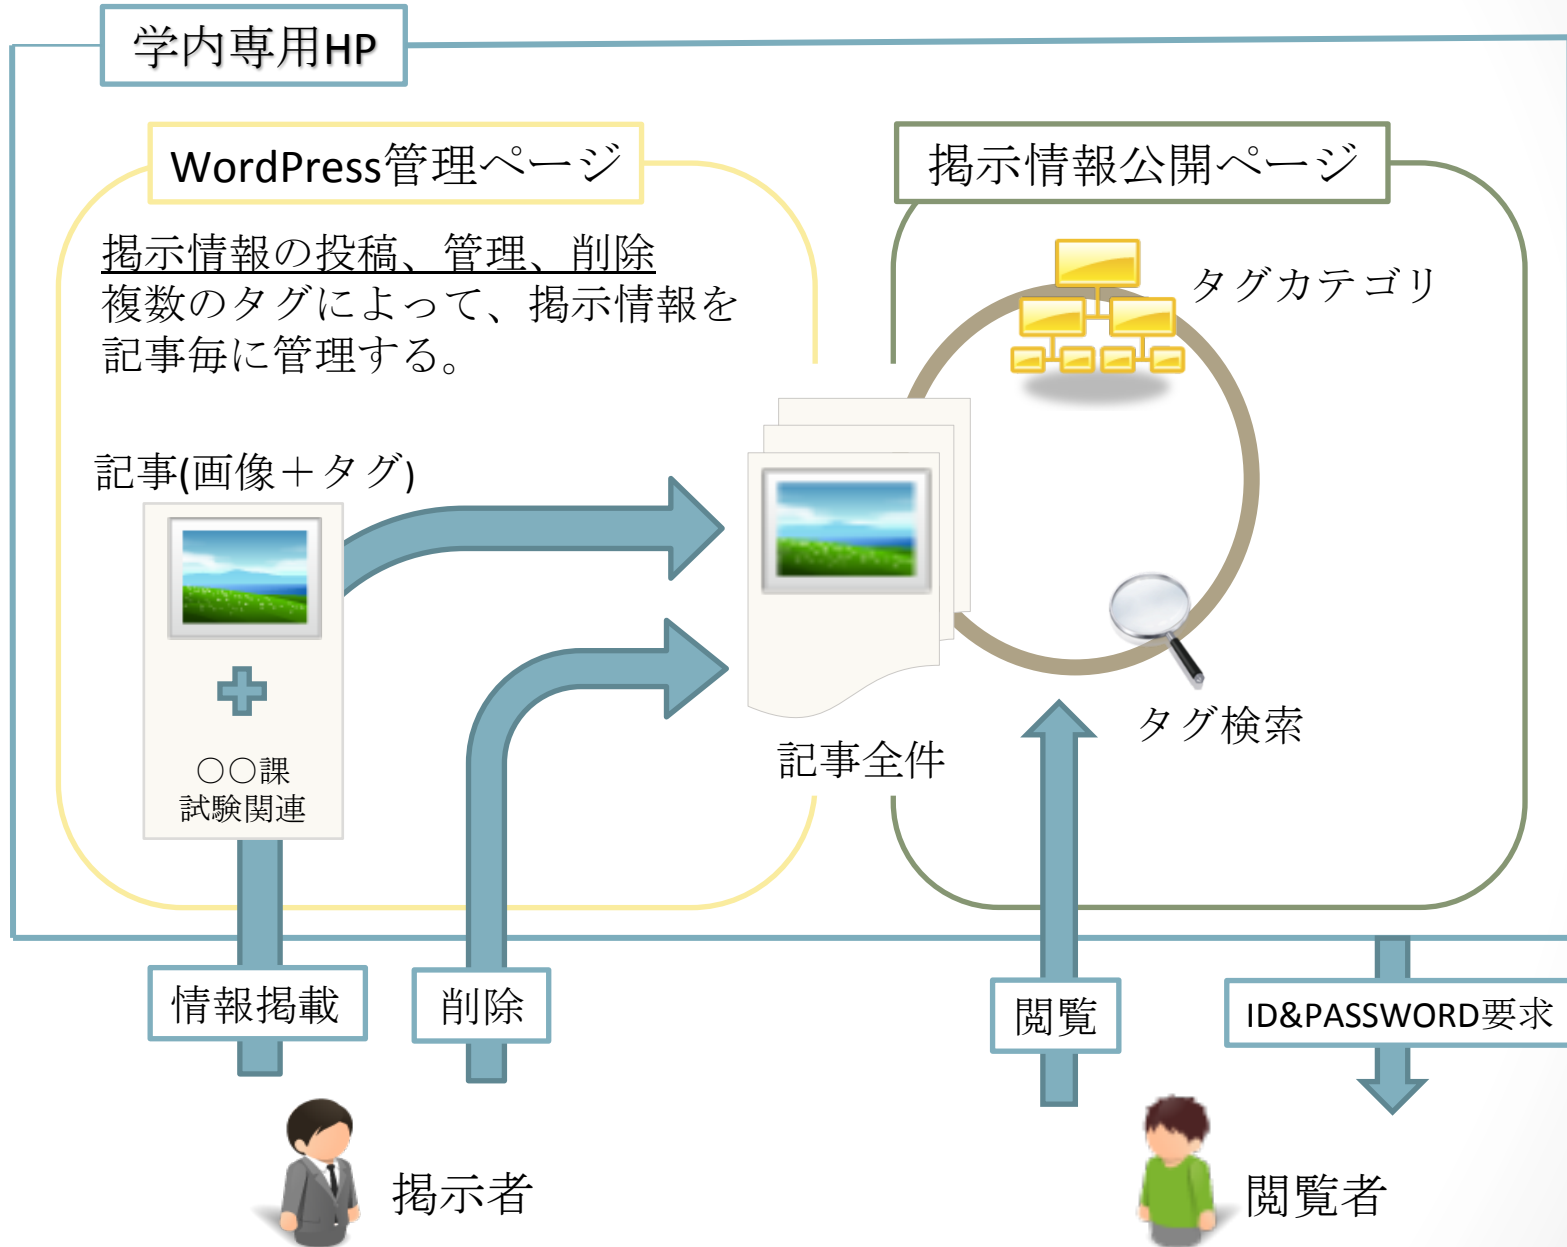 学内専用HP
WordPress管理ページ
掲示情報の投稿、管理、削除
複数のタグによって、掲示情報を
記事毎に管理する。
記事(画像＋タグ)
〇〇課
試験関連
掲示情報公開ページ
タグカテゴリ
記事全件
タグ検索
情報掲載
削除
閲覧
ID&PASSWORD要求
掲示者
閲覧者